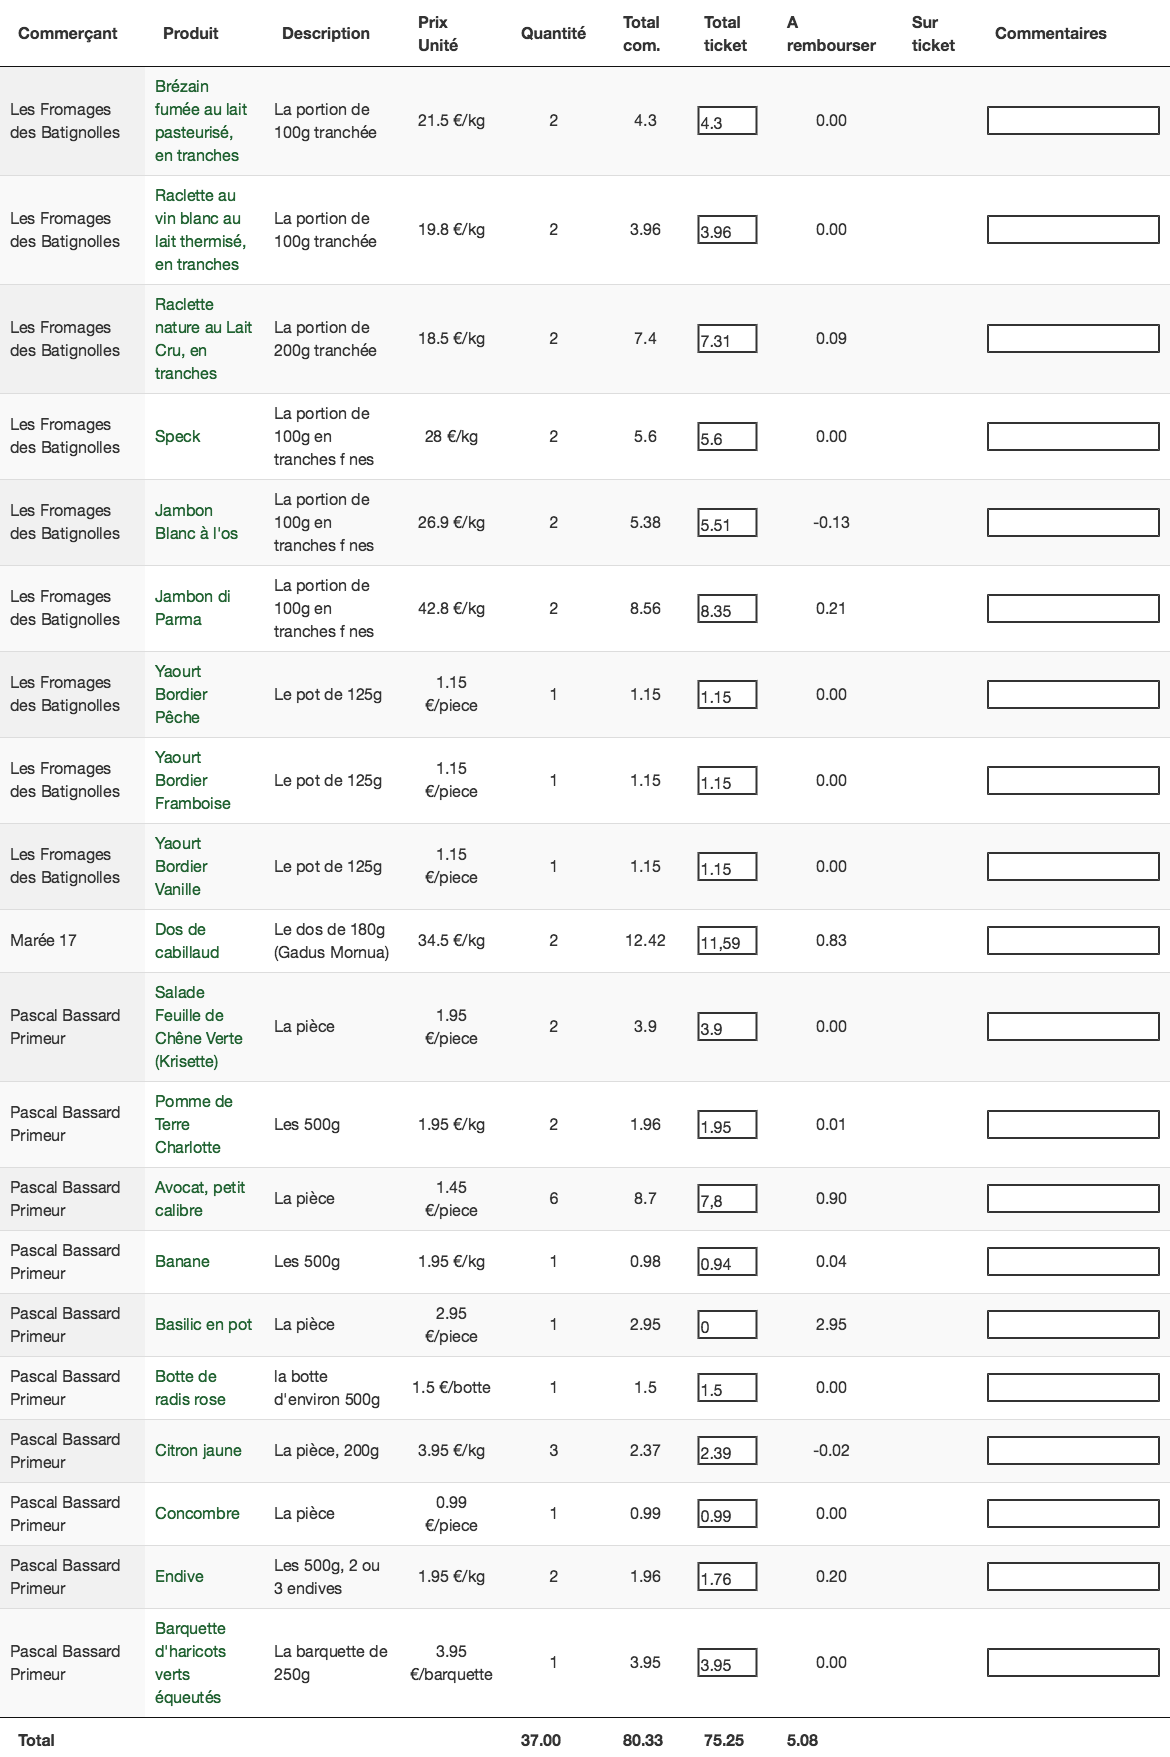 Commerçant Produit Description Prix Unité Quantité Total com. Total ticket A rembourser Sur ticket Commentaires
Les Fromages des Batignolles Brézain fumée au lait pasteurisé, en tranches La portion de 100g tranchée 21.5 €/kg 2 4.3 4.3 0.00
Les Fromages des Batignolles Raclette au vin blanc au lait thermisé, en tranches La portion de 100g tranchée 19.8 €/kg 2 3.96 3.96 0.00
Les Fromages des Batignolles Raclette nature au Lait Cru, en tranches La portion de 200g tranchée 18.5 €/kg 2 7.4 7.31 0.09
Les Fromages des Batignolles Speck La portion de 100g en tranches f nes 28 €/kg 2 5.6 5.6 0.00
Les Fromages des Batignolles Jambon Blanc à l'os La portion de 100g en tranches f nes 26.9 €/kg 2 5.38 5.51 -0.13
Les Fromages des Batignolles Jambon di Parma La portion de 100g en tranches f nes 42.8 €/kg 2 8.56 8.35 0.21
Les Fromages des Batignolles Yaourt Bordier Pêche Le pot de 125g 1.15 €/piece 1 1.15 1.15 0.00
Les Fromages des Batignolles Yaourt Bordier Framboise Le pot de 125g 1.15 €/piece 1 1.15 1.15 0.00
Les Fromages des Batignolles Yaourt Bordier Vanille Le pot de 125g 1.15 €/piece 1 1.15 1.15 0.00
Marée 17 Dos de cabillaud Le dos de 180g (Gadus Mornua) 34.5 €/kg 2 12.42 11,59 0.83
Pascal Bassard Primeur Salade Feuille de Chêne Verte (Krisette) La pièce 1.95 €/piece 2 3.9 3.9 0.00
Pascal Bassard Primeur Pomme de Terre Charlotte Les 500g 1.95 €/kg 2 1.96 1.95 0.01
Pascal Bassard Primeur Avocat, petit calibre La pièce 1.45 €/piece 6 8.7 7,8 0.90
Pascal Bassard Primeur Banane Les 500g 1.95 €/kg 1 0.98 0.94 0.04
Pascal Bassard Primeur Basilic en pot La pièce 2.95 €/piece 1 2.95 0 2.95
Pascal Bassard Primeur Botte de radis rose la botte d'environ 500g 1.5 €/botte 1 1.5 1.5 0.00
Pascal Bassard Primeur Citron jaune La pièce, 200g 3.95 €/kg 3 2.37 2.39 -0.02
Pascal Bassard Primeur Concombre La pièce 0.99 €/piece 1 0.99 0.99 0.00
Pascal Bassard Primeur Endive Les 500g, 2 ou 3 endives 1.95 €/kg 2 1.96 1.76 0.20
Pascal Bassard Primeur Barquette d'haricots verts équeutés La barquette de 250g 3.95 €/barquette 1 3.95 3.95 0.00
Total 37.00 80.33 75.25 5.08